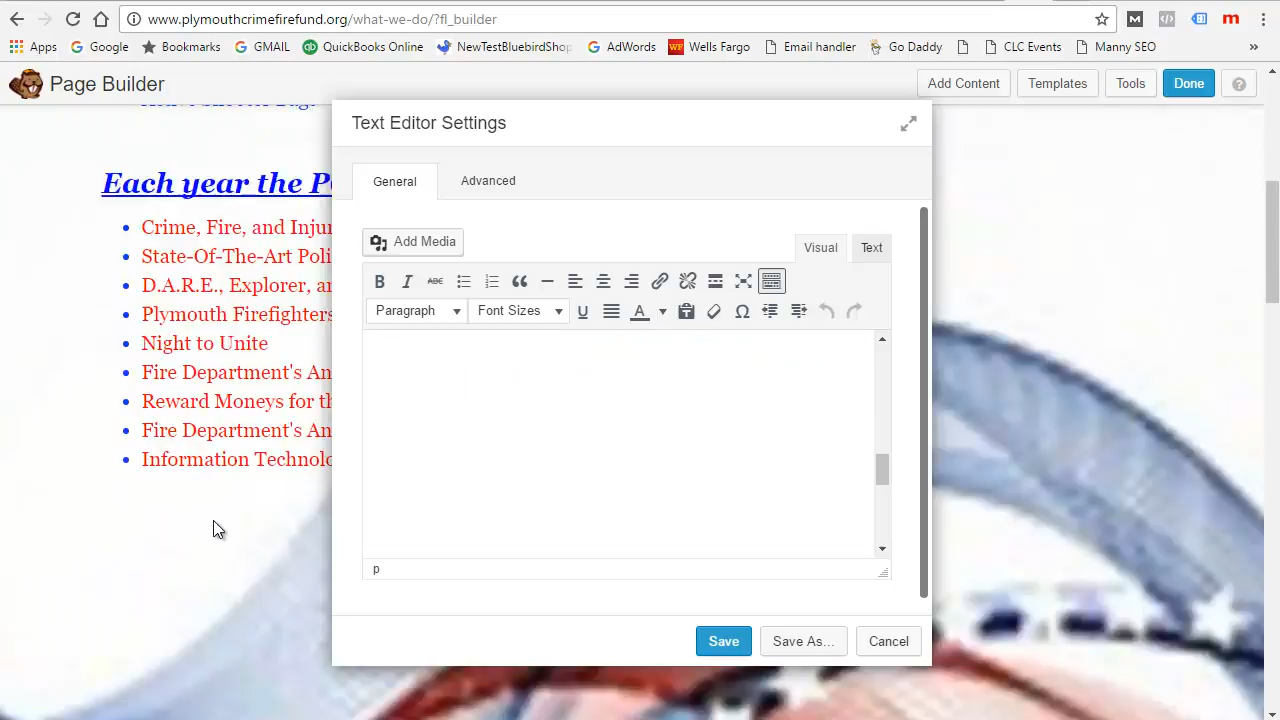 www.plymouthcrimefirefund.org/what-we-do/?fl_builder
Apps Google Bookmarks GMAIL QuickBooks Online NewTestBluebirdShop AdWords Wells Fargo Email handler Go Daddy CLC Events Manny SEO »
Page Builder Add Content Templates Tools Done ?
Text Editor Settings
General Advanced
Each year the P
Crime, Fire, and Injur
State-Of-The-Art Poli
D.A.R.E., Explorer, an
Plymouth Firefighters
Night to Unite
Fire Department's An
Reward Moneys for th
Fire Department's An
Information Technolo
Add Media Visual Text
B I ABC
Paragraph Font Sizes U A Ω
p
Save Save As... Cancel